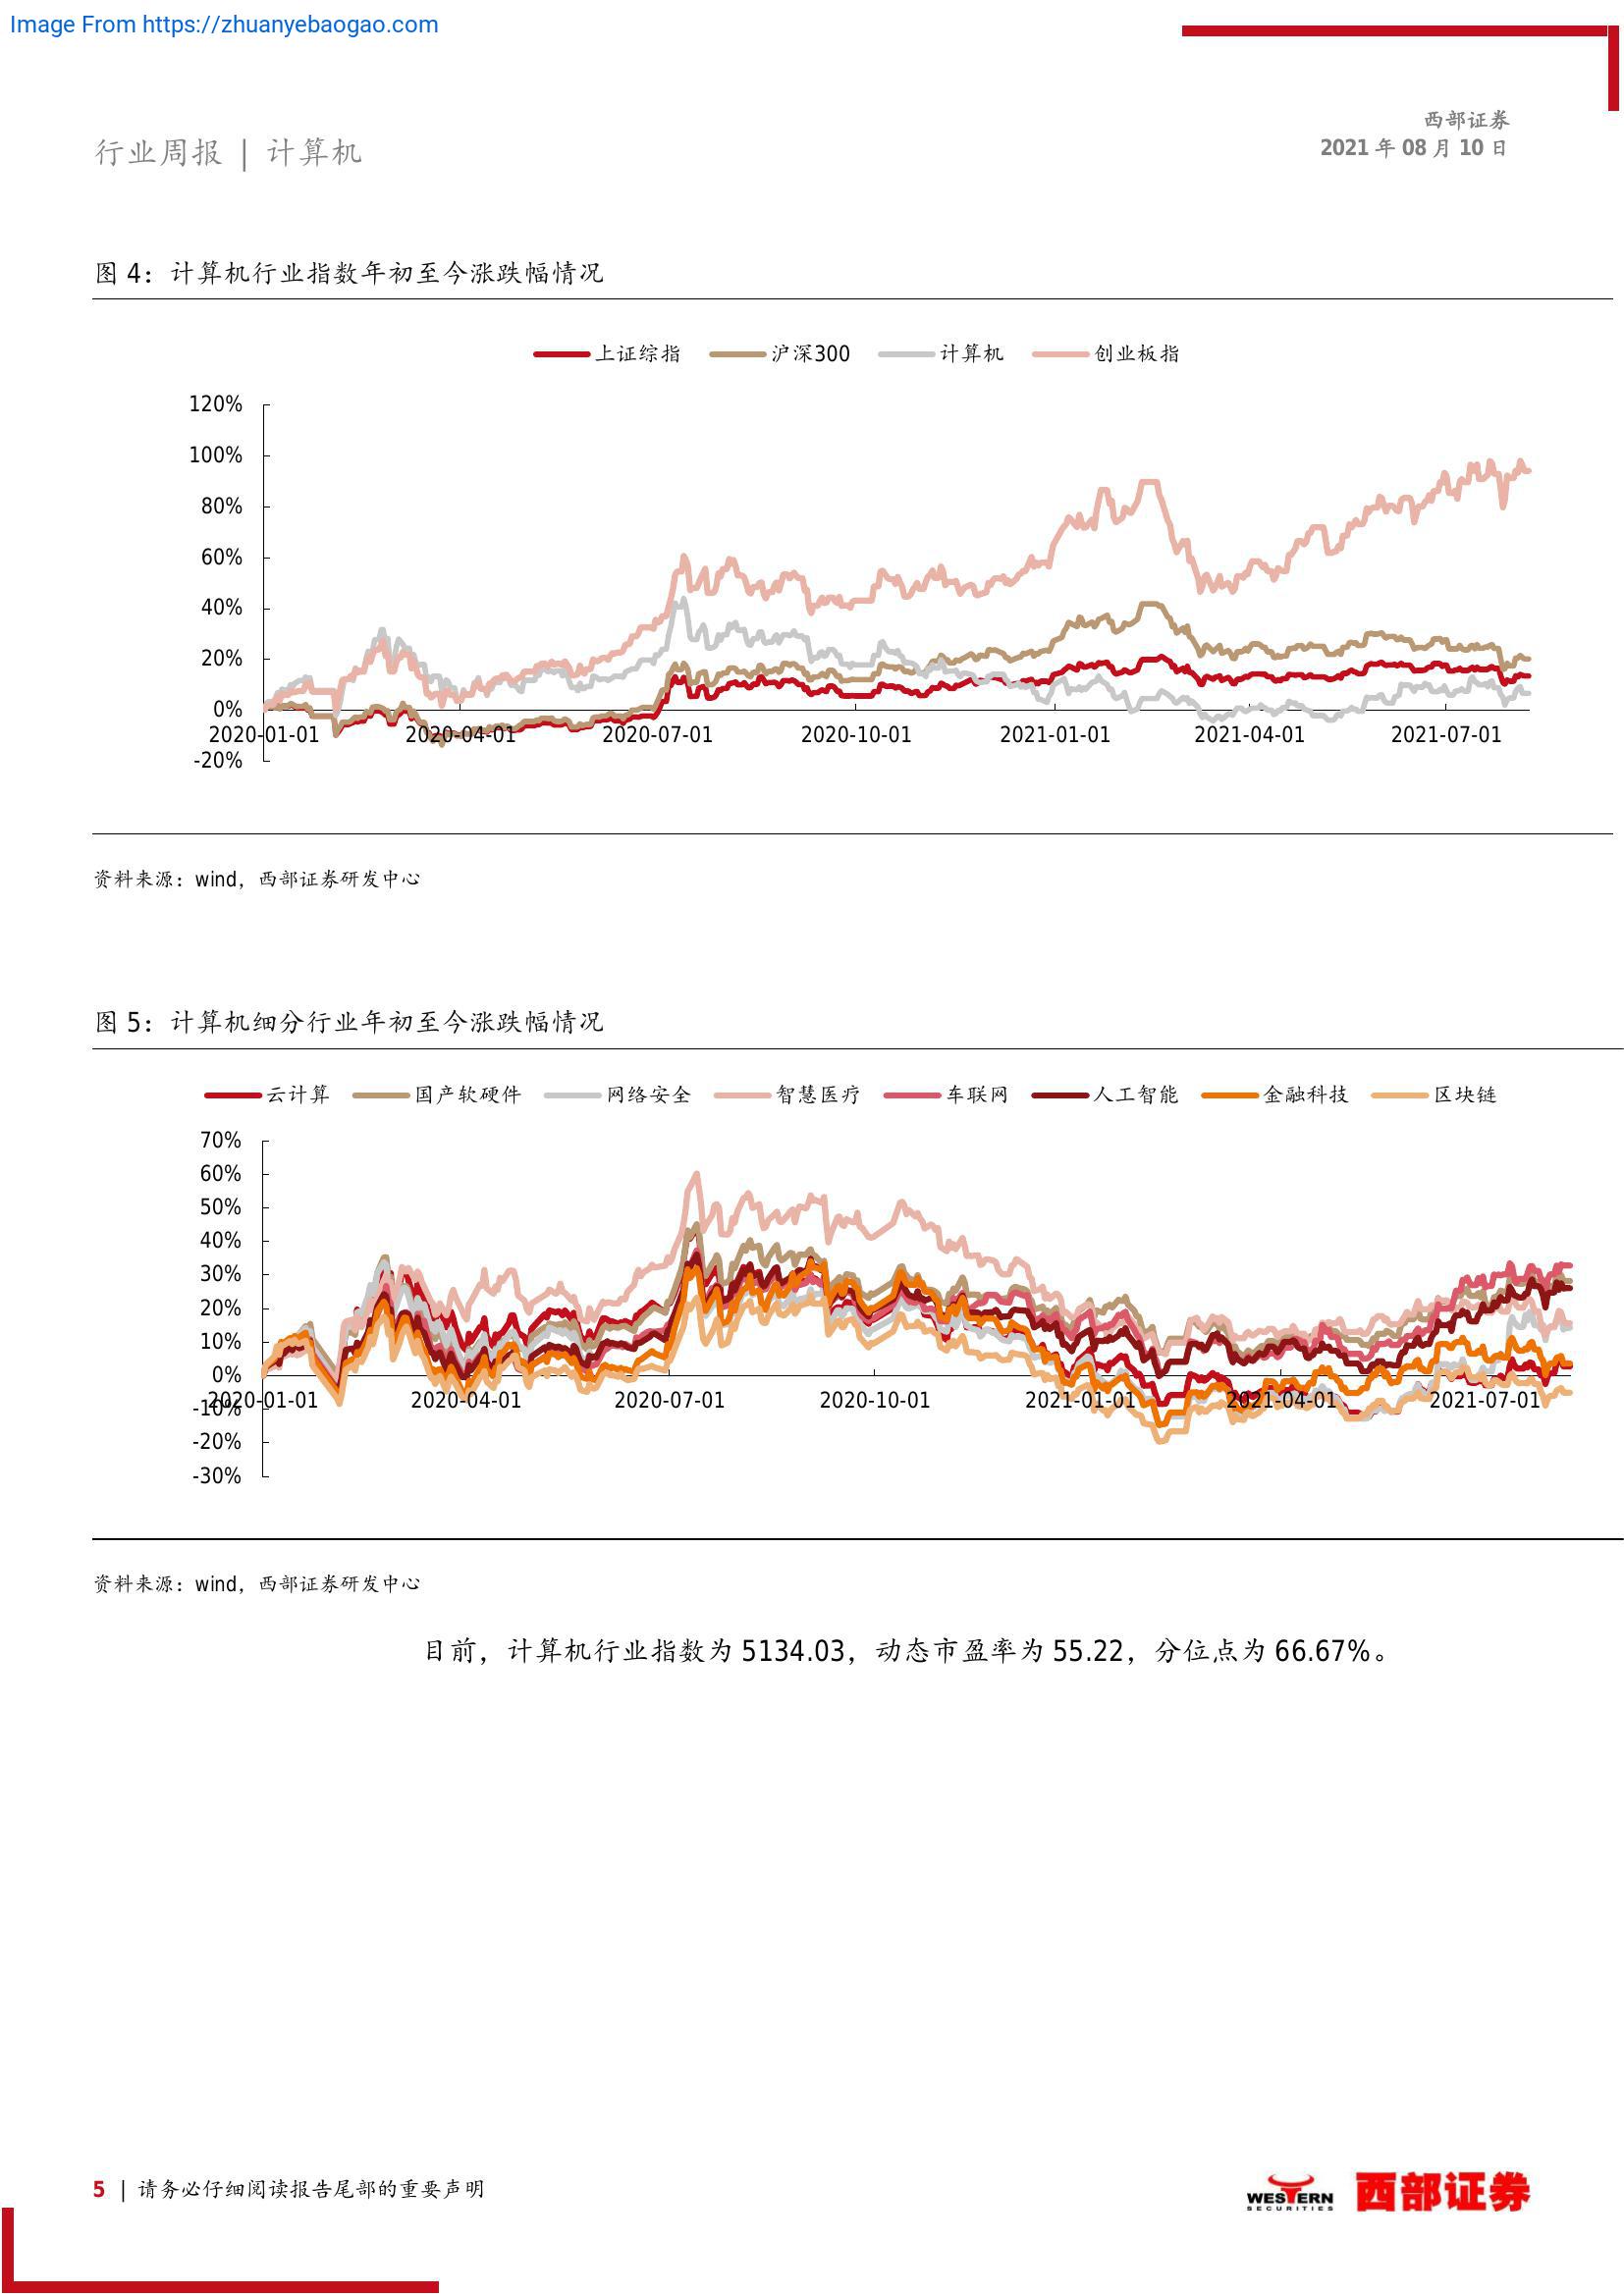 Image From https://zhuanyebaogao.com
西部证券
2021 年 08 月 10 日
行业周报 | 计算机
图 4：计算机行业指数年初至今涨跌幅情况
上证综指 沪深300 计算机 创业板指
120%
100%
80%
60%
40%
20%
0%
-20%
2020-01-01 2020-04-01 2020-07-01 2020-10-01 2021-01-01 2021-04-01 2021-07-01
资料来源：wind，西部证券研发中心
图 5：计算机细分行业年初至今涨跌幅情况
云计算 国产软硬件 网络安全 智慧医疗 车联网 人工智能 金融科技 区块链
70%
60%
50%
40%
30%
20%
10%
0%
-10%
-20%
-30%
2020-01-01 2020-04-01 2020-07-01 2020-10-01 2021-01-01 2021-04-01 2021-07-01
资料来源：wind，西部证券研发中心
目前，计算机行业指数为 5134.03，动态市盈率为 55.22，分位点为 66.67%。
5 | 请务必仔细阅读报告尾部的重要声明
WESTERN
SECURITIES
西部证券